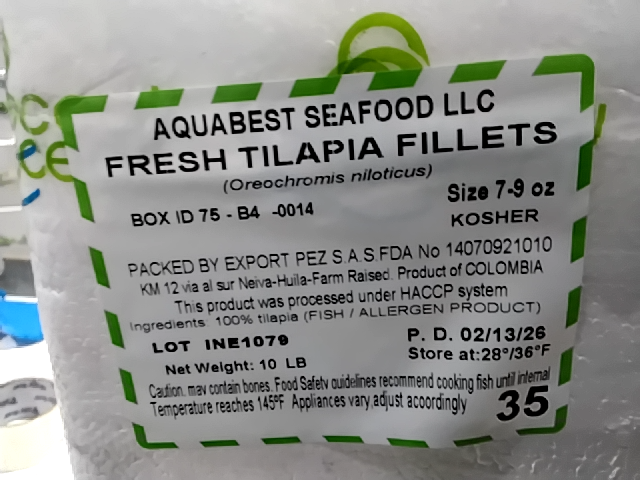 AQUABEST SEAFOOD LLC
FRESH TILAPIA FILLETS
(Oreochromis niloticus)
BOX ID 75 - B4 -0014
Size 7-9 oz
KOSHER
PACKED BY EXPORT PEZ S.A.S.FDA No 14070921010
KM 12 via al sur Neiva-Huila-Farm Raised. Product of COLOMBIA
This product was processed under HACCP system
Ingredients: 100% tilapia (FISH / ALLERGEN PRODUCT)
LOT INE1079
P. D. 02/13/26
Net Weight: 10 LB
Store at:28°/36°F
Caution, may contain bones. Food Safety guidelines recommend cooking fish until internal
Temperature reaches 145ºF Appliances vary,adjust acoordingly
35